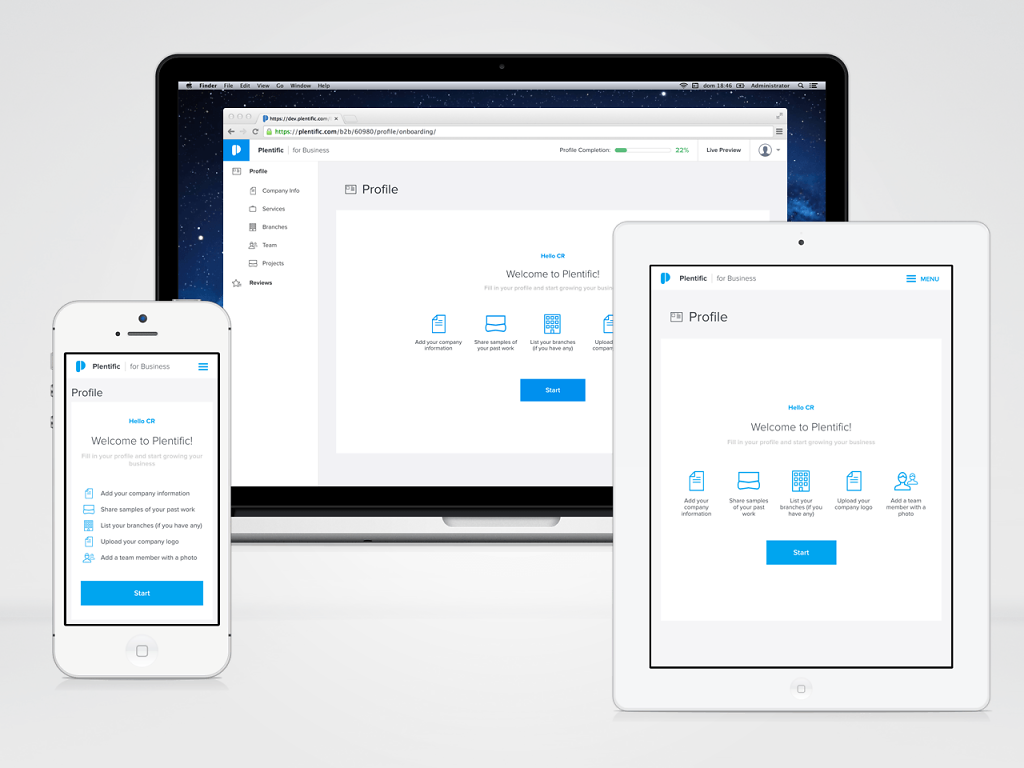 Finder File Edit View Go Window Help
dom 18:46 Administrator
https://dev.plentific.com/
https://plentific.com/b2b/60980/profile/onboarding/
Plentific for Business
Profile Completion: 22% Live Preview
Profile
Company Info
Services
Branches
Team
Projects
Reviews
Profile
Hello CR
Welcome to Plentific!
Fill in your profile and start growing your busin
Add your company
information
Share samples of
your past work
List your branches
(if you have any)
Upload
compan
Start
Plentific for Business
Profile
Hello CR
Welcome to Plentific!
Fill in your profile and start growing your
business
Add your company information
Share samples of your past work
List your branches (if you have any)
Upload your company logo
Add a team member with a photo
Start
Plentific for Business MENU
Profile
Hello CR
Welcome to Plentific!
Fill in your profile and start growing your business
Add your
company
information
Share samples
of your past
work
List your
branches (if you
have any)
Upload your
company logo
Add a team
member with a
photo
Start